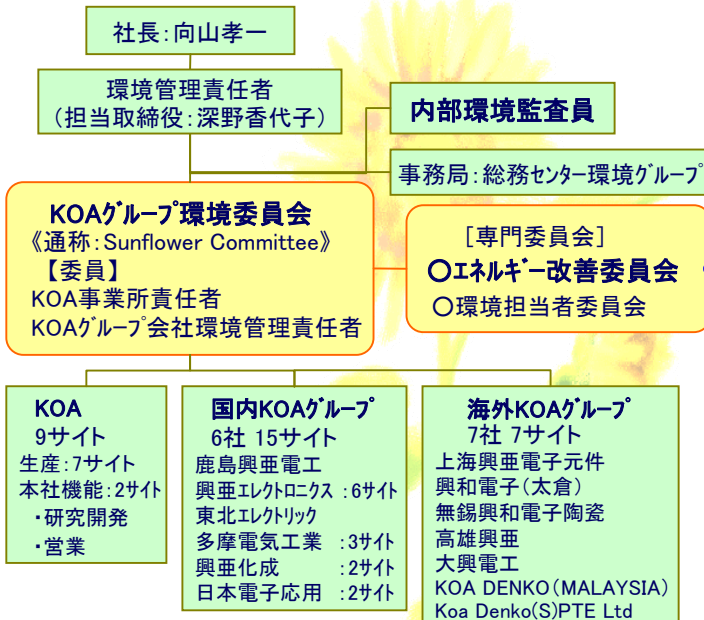 社長：向山孝一
環境管理責任者
（担当取締役：深野香代子）
内部環境監査員
事務局：総務ｾﾝﾀｰ環境ｸﾞﾙｰﾌﾟ
KOAｸﾞﾙｰﾌﾟ環境委員会
《通称：Sunflower Committee》
【委員】
KOA事業所責任者
KOAｸﾞﾙｰﾌﾟ会社環境管理責任者
［専門委員会］
〇ｴﾈﾙｷﾞｰ改善委員会
〇環境担当者委員会
KOA
9サイト
生産：7サイト
本社機能：2ｻｲﾄ
・研究開発
・営業
国内KOAｸﾞﾙｰﾌﾟ
6社 15サイト
鹿島興亜電工
興亜ｴﾚｸﾄﾛﾆｸｽ ：6ｻｲﾄ
東北ｴﾚｸﾄﾘｯｸ
多摩電気工業 ：3ｻｲﾄ
興亜化成 ：2ｻｲﾄ
日本電子応用 ：2ｻｲﾄ
海外KOAｸﾞﾙｰﾌﾟ
7社 7サイト
上海興亜電子元件
興和電子（太倉）
無錫興和電子陶瓷
高雄興亜
大興電工
KOA DENKO（MALAYSIA）
Koa Denko(S)PTE Ltd